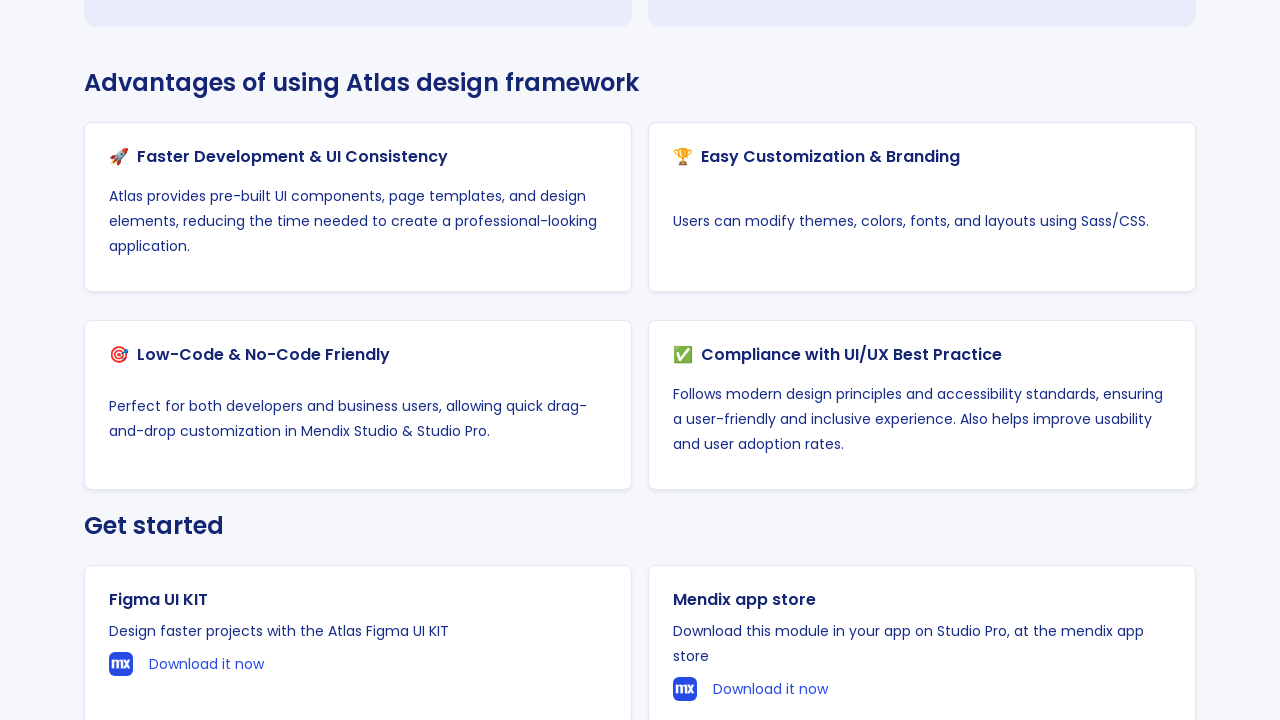 Advantages of using Atlas design framework
🚀 Faster Development & UI Consistency
Atlas provides pre-built UI components, page templates, and design
elements, reducing the time needed to create a professional-looking
application.
🏆 Easy Customization & Branding
Users can modify themes, colors, fonts, and layouts using Sass/CSS.
🎯 Low-Code & No-Code Friendly
Perfect for both developers and business users, allowing quick drag-
and-drop customization in Mendix Studio & Studio Pro.
✅ Compliance with UI/UX Best Practice
Follows modern design principles and accessibility standards, ensuring
a user-friendly and inclusive experience. Also helps improve usability
and user adoption rates.
Get started
Figma UI KIT
Design faster projects with the Atlas Figma UI KIT
mx Download it now
Mendix app store
Download this module in your app on Studio Pro, at the mendix app
store
mx Download it now